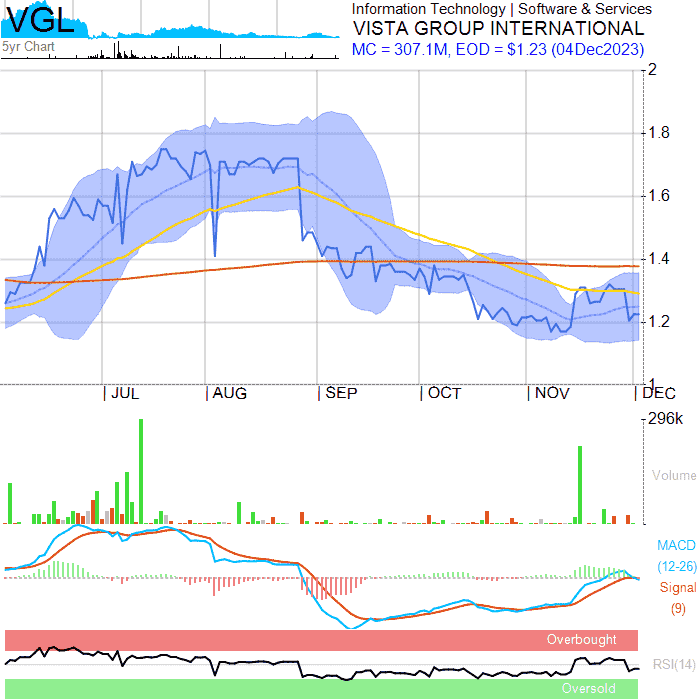 VGL
Information Technology | Software & Services
VISTA GROUP INTERNATIONAL
MC = 307.1M, EOD = $1.23 (04Dec2023)
5yr Chart
2
1.8
1.6
1.4
1.2
1
JUL
AUG
SEP
OCT
NOV
DEC
296k
Volume
MACD
(12-26)
Signal
(9)
Overbought
RSI(14)
Oversold